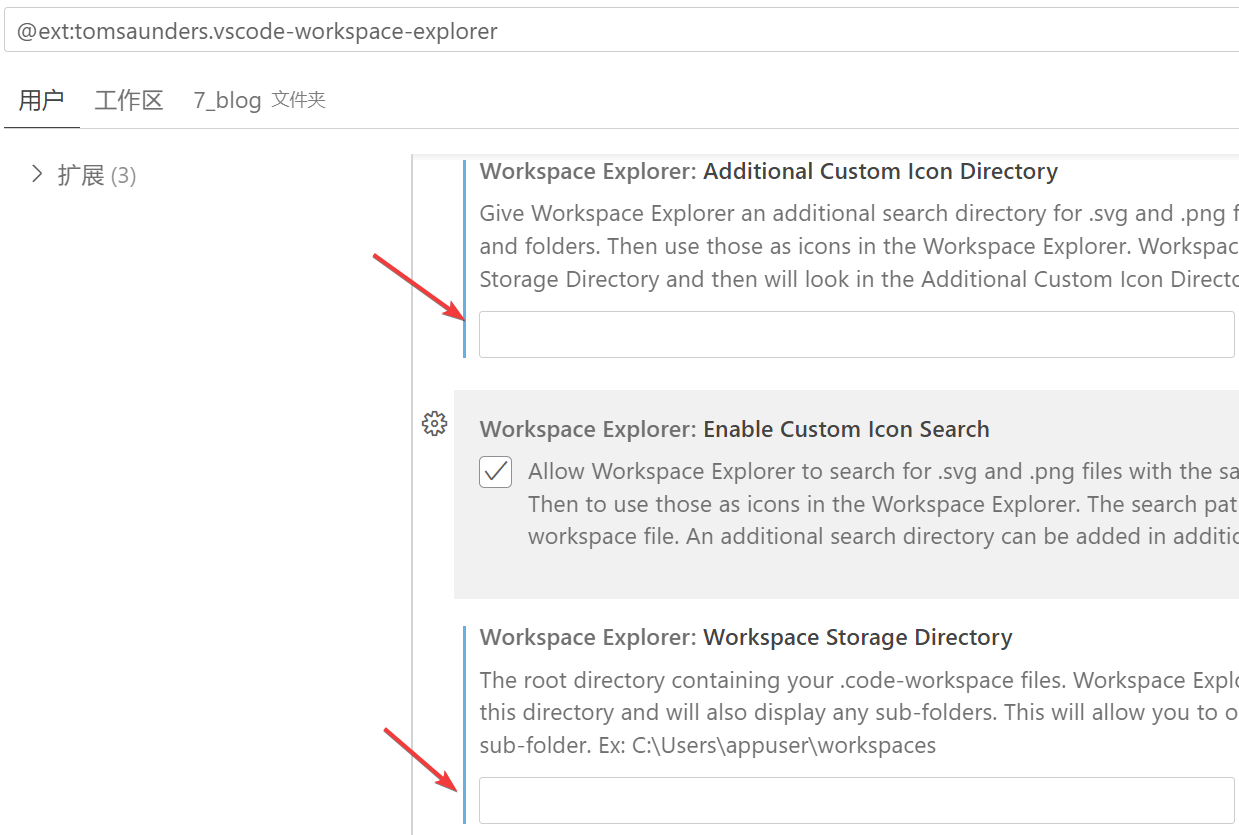 @ext:tomsaunders.vscode-workspace-explorer
用户 工作区 7_blog 文件夹
扩展 (3)
Workspace Explorer: Additional Custom Icon Directory
Give Workspace Explorer an additional search directory for .svg and .png
and folders. Then use those as icons in the Workspace Explorer.
Storage Directory and then will look in the Additional Custom Icon
Workspace Explorer: Enable Custom Icon Search
Allow Workspace Explorer to search for .svg and .png files with the
Then to use those as icons in the Workspace Explorer. The search
workspace file. An additional search directory can be added in
Workspace Explorer: Workspace Storage Directory
The root directory containing your .code-workspace files. Workspace
this directory and will also display any sub-folders. This will allow you to
sub-folder. Ex: C:\Users\appuser\workspaces